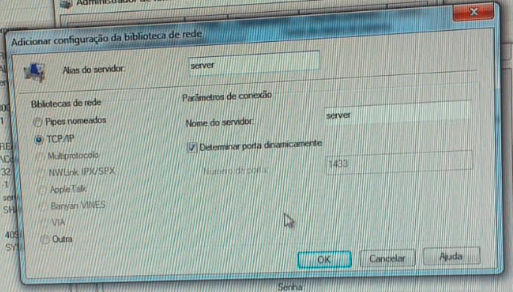 Adicionar configuração da biblioteca de rede
Alias do servidor:
server
Bibliotecas de rede
Pipes nomeados
TCP/IP
Multiprotocolo
NWLink IPX/SPX
AppleTalk
Banyan VINES
VIA
Outra
Parâmetros de conexão
Nome do servidor:
server
Determinar porta dinamicamente
Número da porta:
1433
OK
Cancelar
Ajuda
Senha